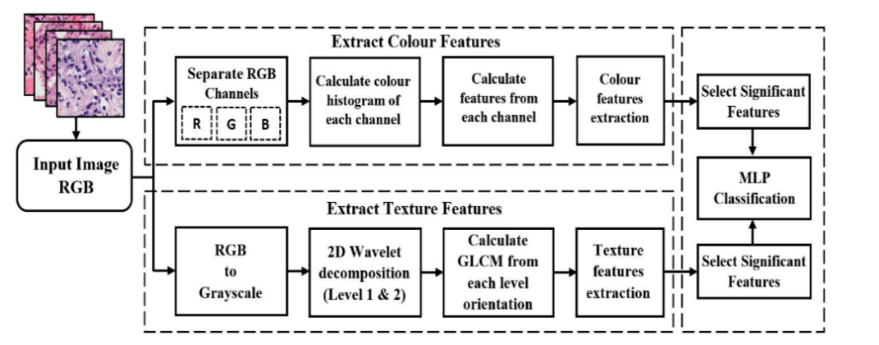 Input Image
RGB
Extract Colour Features
Separate RGB
Channels
R G B
Calculate colour
histogram of
each channel
Calculate
features from
each channel
Colour
features
extraction
Extract Texture Features
RGB
to
Grayscale
2D Wavelet
decomposition
(Level 1 & 2)
Calculate
GLCM from
each level
orientation
Texture
features
extraction
Select Significant
Features
MLP
Classification
Select Significant
Features